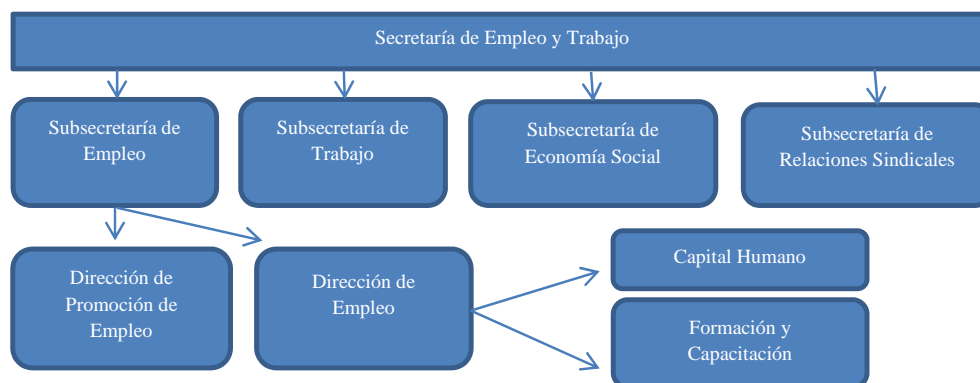 Secretaría de Empleo y Trabajo
Subsecretaría de
Empleo
Subsecretaría de
Trabajo
Subsecretaría de
Economía Social
Subsecretaría de
Relaciones Sindicales
Dirección de
Promoción de
Empleo
Dirección de
Empleo
Capital Humano
Formación y
Capacitación